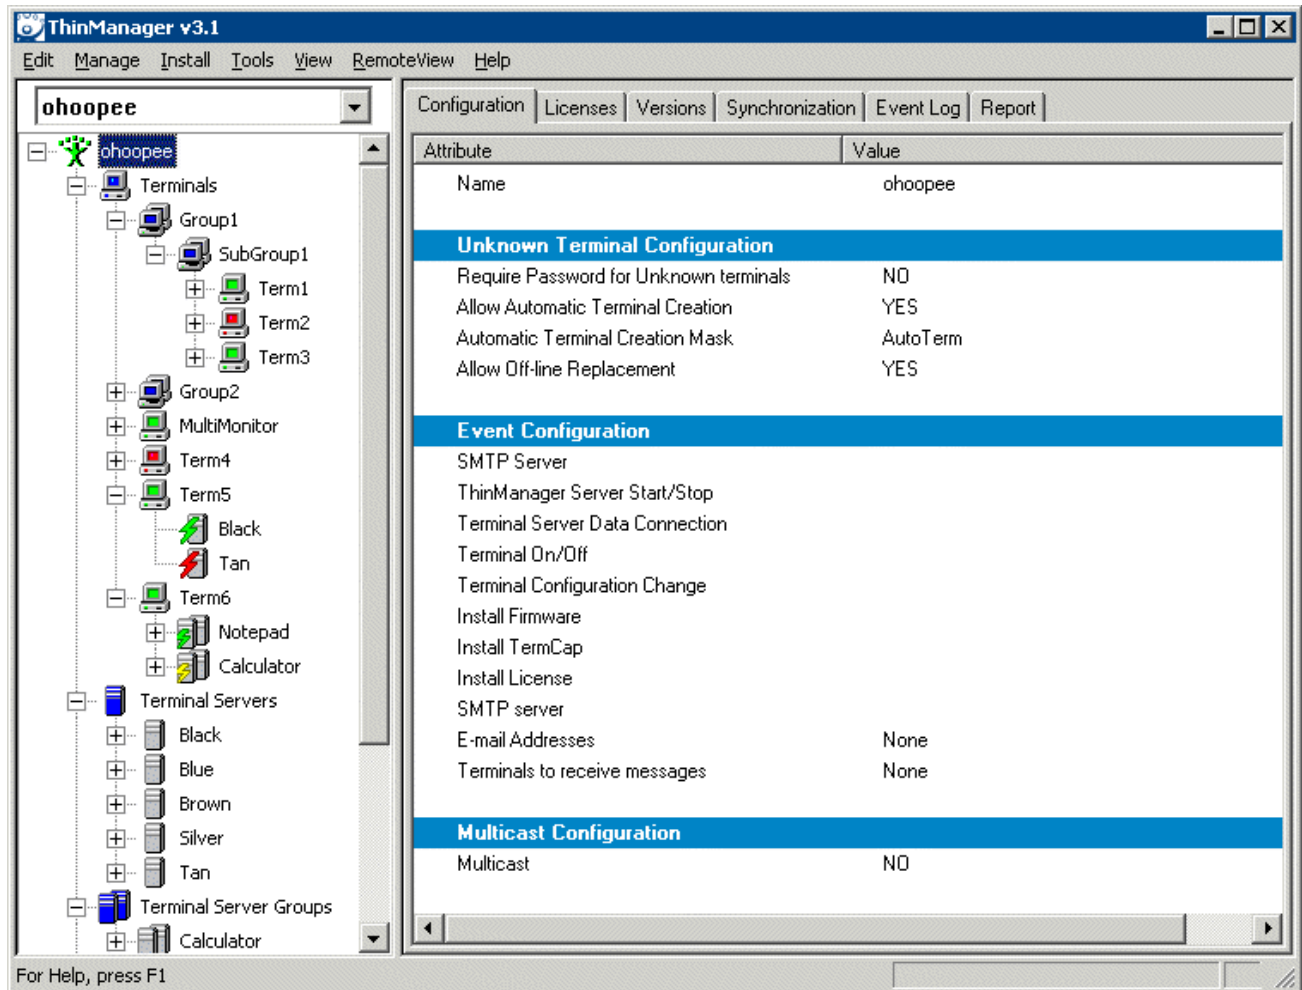 ThinManager v3.1
Edit Manage Install Tools View RemoteView Help
ohoopee
ohoopee
Terminals
Group1
SubGroup1
Term1
Term2
Term3
Group2
MultiMonitor
Term4
Term5
Black
Tan
Term6
Notepad
Calculator
Terminal Servers
Black
Blue
Brown
Silver
Tan
Terminal Server Groups
Calculator
Configuration Licenses Versions Synchronization Event Log Report
Attribute Value
Name ohoopee
Unknown Terminal Configuration
Require Password for Unknown terminals NO
Allow Automatic Terminal Creation YES
Automatic Terminal Creation Mask AutoTerm
Allow Off-line Replacement YES
Event Configuration
SMTP Server
ThinManager Server Start/Stop
Terminal Server Data Connection
Terminal On/Off
Terminal Configuration Change
Install Firmware
Install TermCap
Install License
SMTP server
E-mail Addresses None
Terminals to receive messages None
Multicast Configuration
Multicast NO
For Help, press F1